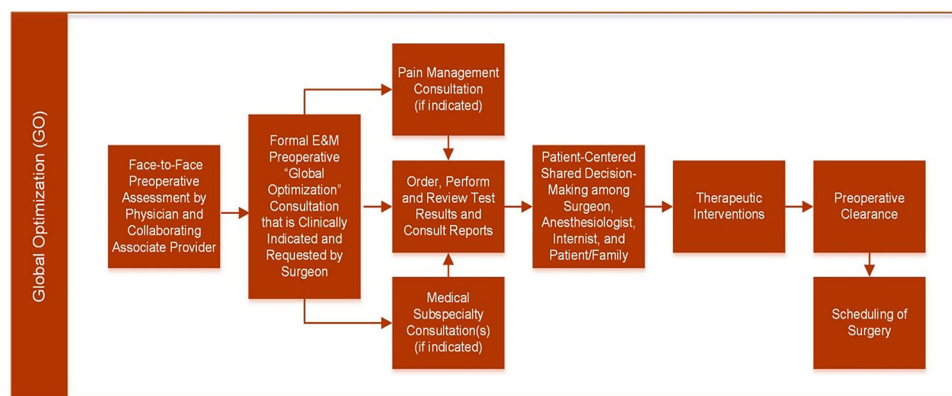 Global Optimization (GO)
Face-to-Face
Preoperative
Assessment by
Physician and
Collaborating
Associate Provider
Formal E&M
Preoperative
“Global
Optimization”
Consultation
that is Clinically
Indicated and
Requested by
Surgeon
Pain Management
Consultation
(if indicated)
Order, Perform
and Review Test
Results and
Consult Reports
Medical
Subspecialty
Consultation(s)
(if indicated)
Patient-Centered
Shared Decision-
Making among
Surgeon,
Anesthesiologist,
Internist, and
Patient/Family
Therapeutic
Interventions
Preoperative
Clearance
Scheduling of
Surgery